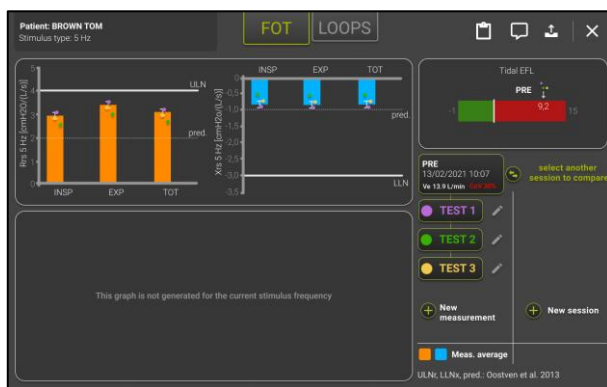 Patient: BROWN TOM
Stimulus type: 5 Hz
FOT
LOOPS
Rrs 5 Hz [cmH2O/(L/s)]
5
4
3
2
1
0
ULN
pred.
INSP EXP TOT
Xrs 5 Hz [cmH2o/(L/s)]
INSP EXP TOT
0
-0,5
-1,0
-1,5
-2,0
-2,5
-3,0
-3,5
pred.
LLN
Tidal EFL
PRE
-1
9,2
15
PRE
13/02/2021 10:07
Ve 13.9 L/min
select another
session to compare
TEST 1
TEST 2
TEST 3
This graph is not generated for the current stimulus frequency
New
measurement
New session
Meas. average
ULNr, LLNx, pred.: Oostven et al. 2013